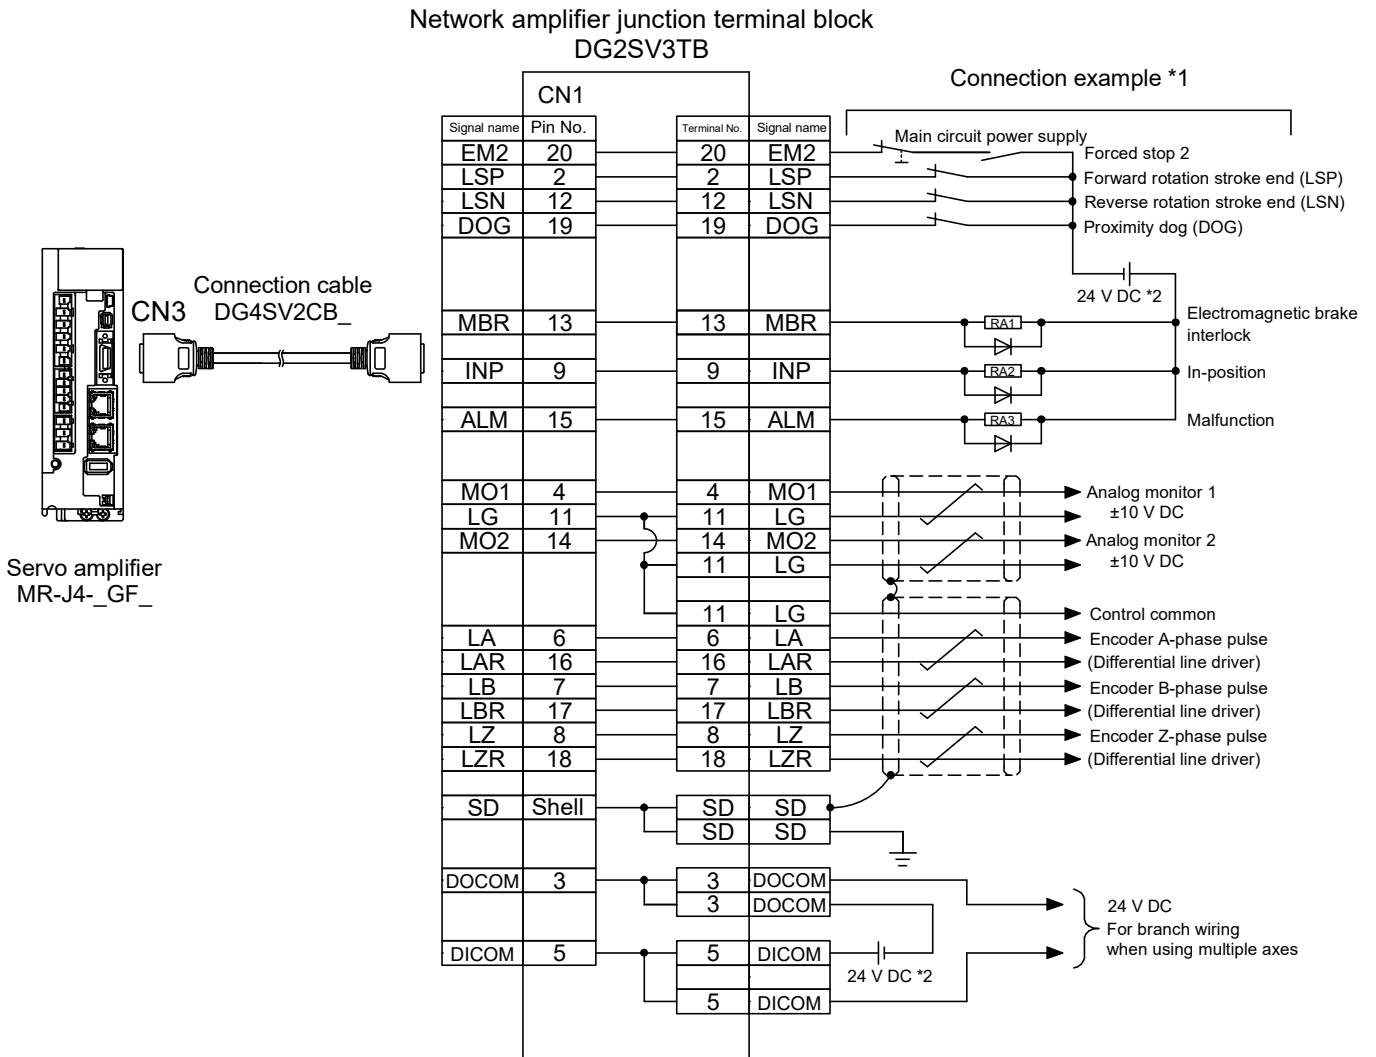 Network amplifier junction terminal block
DG2SV3TB
Connection example *1
CN1
Signal name Pin No. Terminal No. Signal name
Main circuit power supply
EM2 20 20 EM2 Forced stop 2
LSP 2 2 LSP Forward rotation stroke end (LSP)
LSN 12 12 LSN Reverse rotation stroke end (LSN)
DOG 19 19 DOG Proximity dog (DOG)
24 V DC *2
Connection cable
DG4SV2CB_
CN3
MBR 13 13 MBR RA1 Electromagnetic brake
interlock
INP 9 9 INP RA2 In-position
ALM 15 15 ALM RA3 Malfunction
MO1 4 4 MO1 Analog monitor 1
LG 11 11 LG ±10 V DC
MO2 14 14 MO2 Analog monitor 2
11 LG ±10 V DC
Servo amplifier
MR-J4-_GF_
11 LG Control common
LA 6 6 LA Encoder A-phase pulse
LAR 16 16 LAR (Differential line driver)
LB 7 7 LB Encoder B-phase pulse
LBR 17 17 LBR (Differential line driver)
LZ 8 8 LZ Encoder Z-phase pulse
LZR 18 18 LZR (Differential line driver)
SD Shell SD SD
SD SD
DOCOM 3 3 DOCOM
3 DOCOM
24 V DC
For branch wiring
when using multiple axes
DICOM 5 5 DICOM
24 V DC *2
5 DICOM